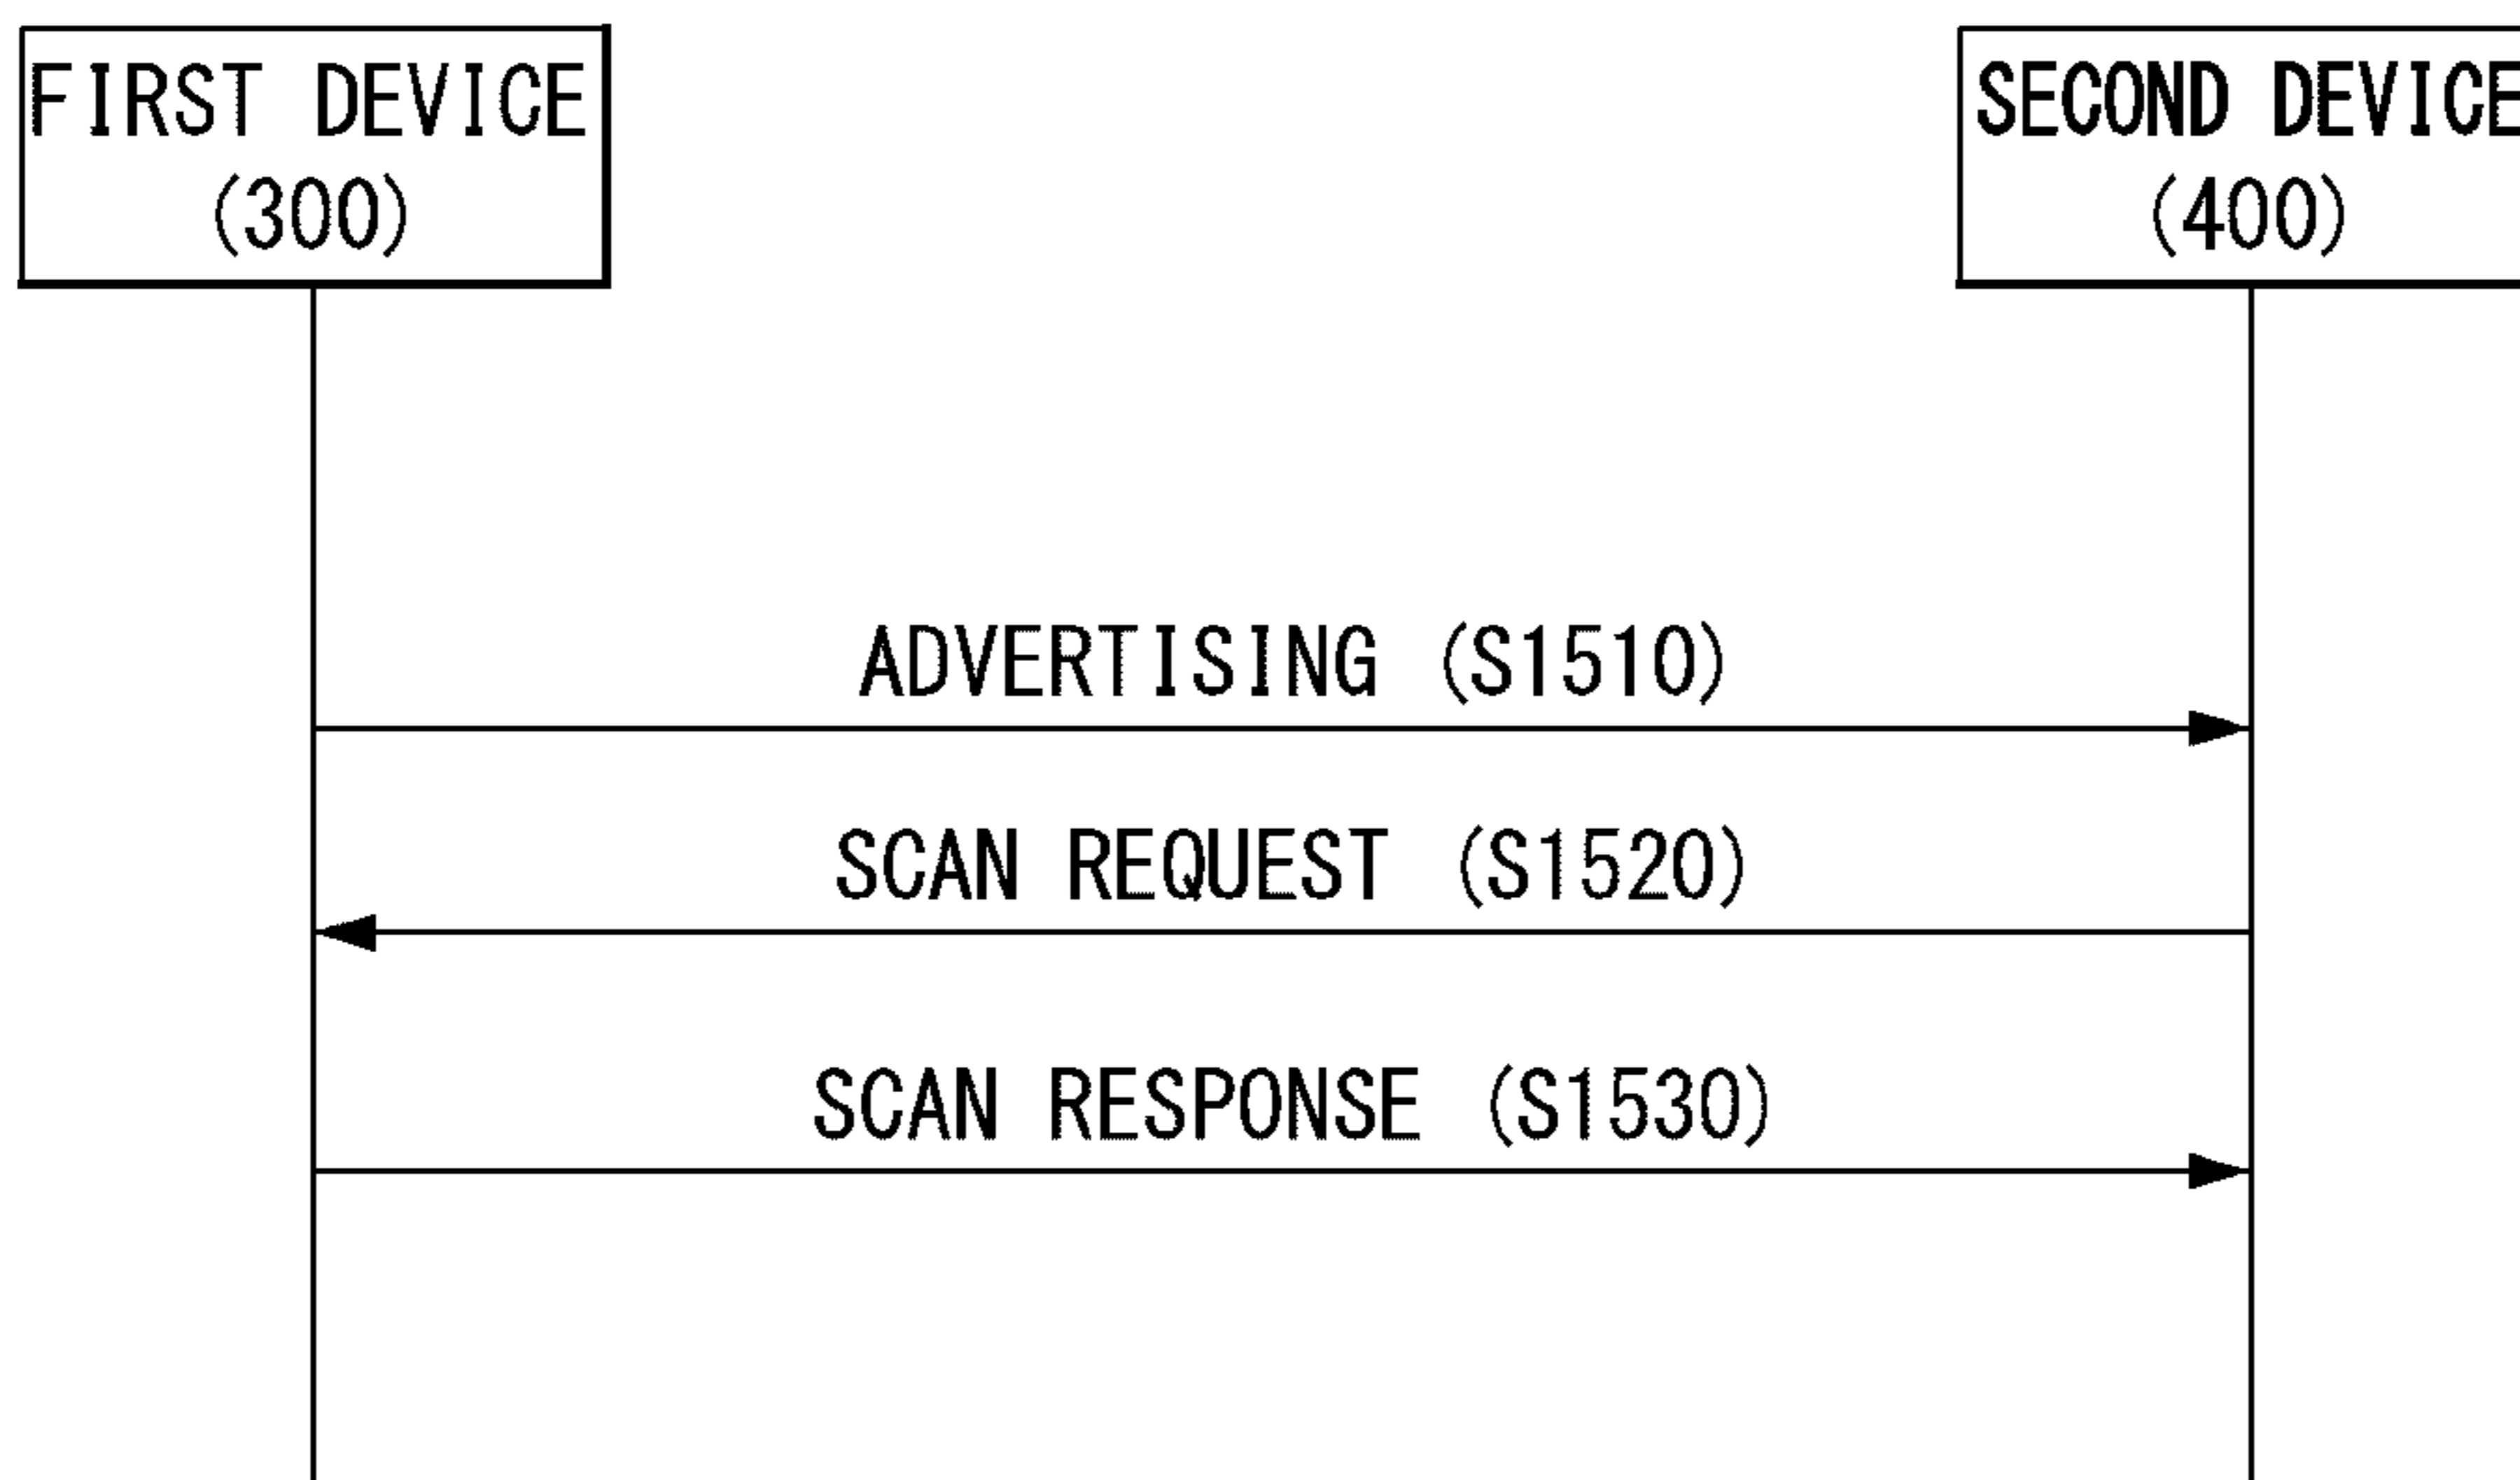 FIRST DEVICE
(300)
SECOND DEVICE
(400)
ADVERTISING (S1510)
SCAN REQUEST (S1520)
SCAN RESPONSE (S1530)